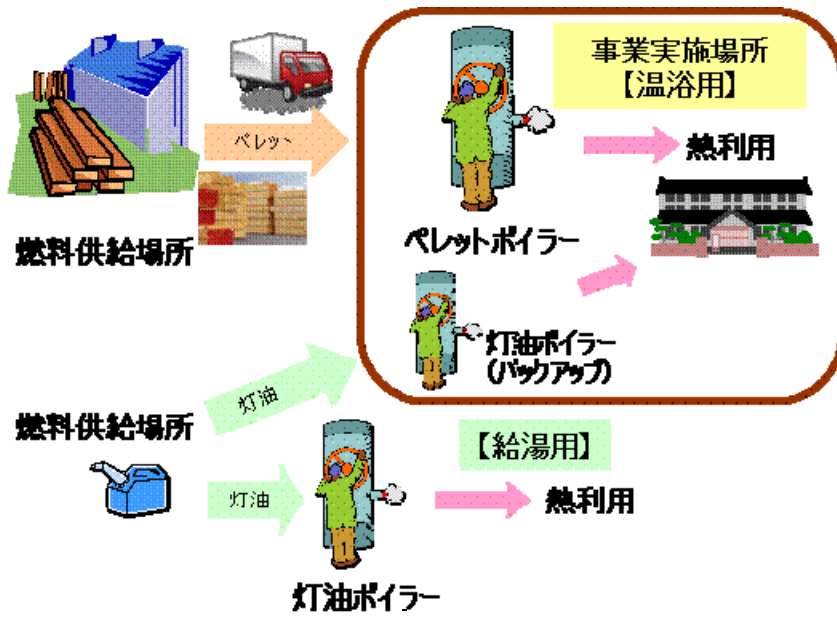 事業実施場所
【温浴用】
ペレット
熱利用
燃料供給場所
ペレットボイラー
灯油ボイラー
(バックアップ)
灯油
燃料供給場所
【給湯用】
灯油
熱利用
灯油ボイラー